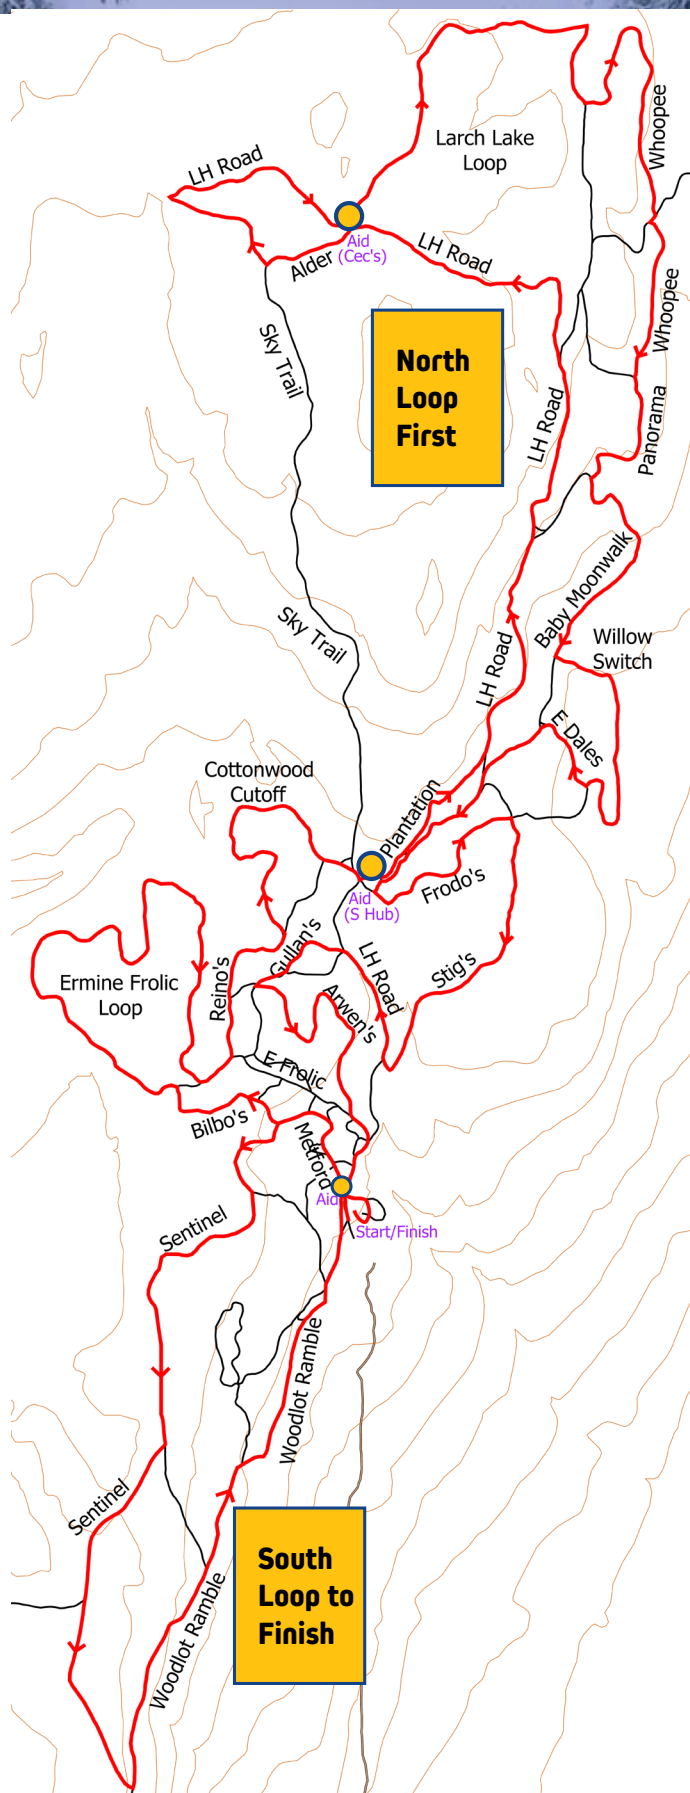 Larch Lake
Loop
Whoopee
LH Road
Aid
(Cec's)
Alder
LH Road
Whoopee
Sky Trail
North
Loop
First
LH Road
Panorama
Baby Moonwalk
Sky Trail
Willow
Switch
LH Road
E Dales
Cottonwood
Cutoff
Plantation
Frodo's
Aid
(S Hub)
Gullan's
LH Road
Stig's
Ermine Frolic
Loop
Reino's
Arwen's
E Frolic
Bilbo's
Metford
Aid
Start/Finish
Sentinel
Woodlot Ramble
Sentinel
South
Loop to
Finish
Woodlot Ramble